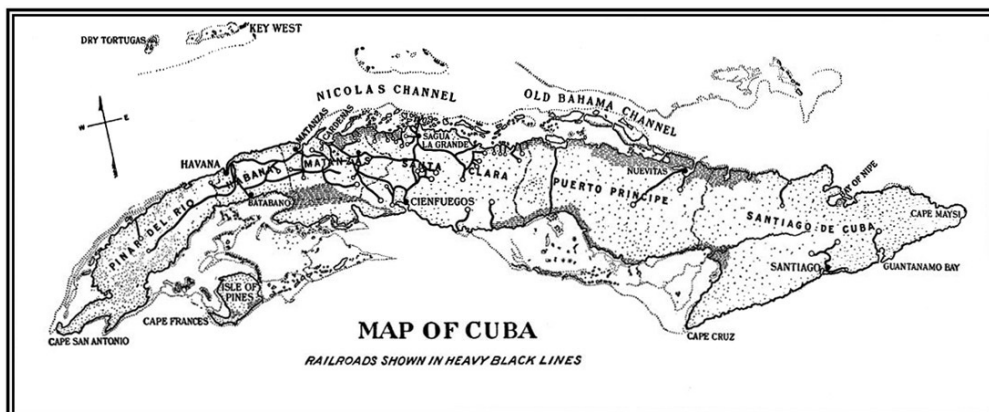 KEY WEST
DRY TORTUGAS
NICOLAS CHANNEL
OLD BAHAMA CHANNEL
W
E
MATANZAS
CARDENAS
SAGUA
LA GRANDE
HAVANA
HABANA
MATANZAS
SANTA CLARA
NUEVITAS
PUERTO PRINCIPE
BATABANO
CIENFUEGOS
PINAR DEL RIO
BAY OF NIPE
CAPE MAYSI
SANTIAGO DE CUBA
SANTIAGO
GUANTANAMO BAY
ISLE OF
PINES
CAPE FRANCES
CAPE SAN ANTONIO
CAPE CRUZ
MAP OF CUBA
RAILROADS SHOWN IN HEAVY BLACK LINES